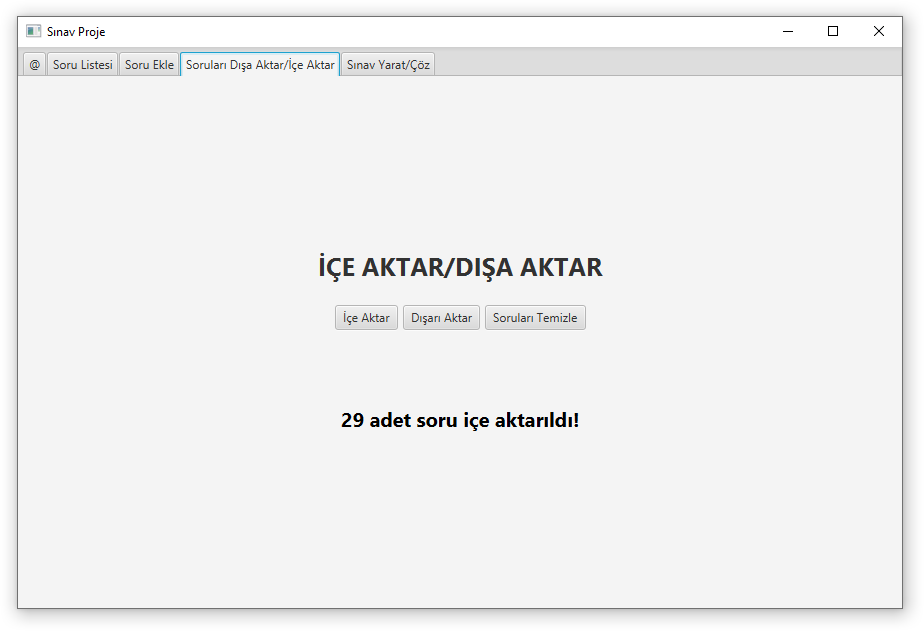 Sınav Proje
@ Soru Listesi Soru Ekle Soruları Dışa Aktar/İçe Aktar Sınav Yarat/Çöz
İÇE AKTAR/DIŞA AKTAR
İçe Aktar Dışarı Aktar Soruları Temizle
29 adet soru içe aktarıldı!